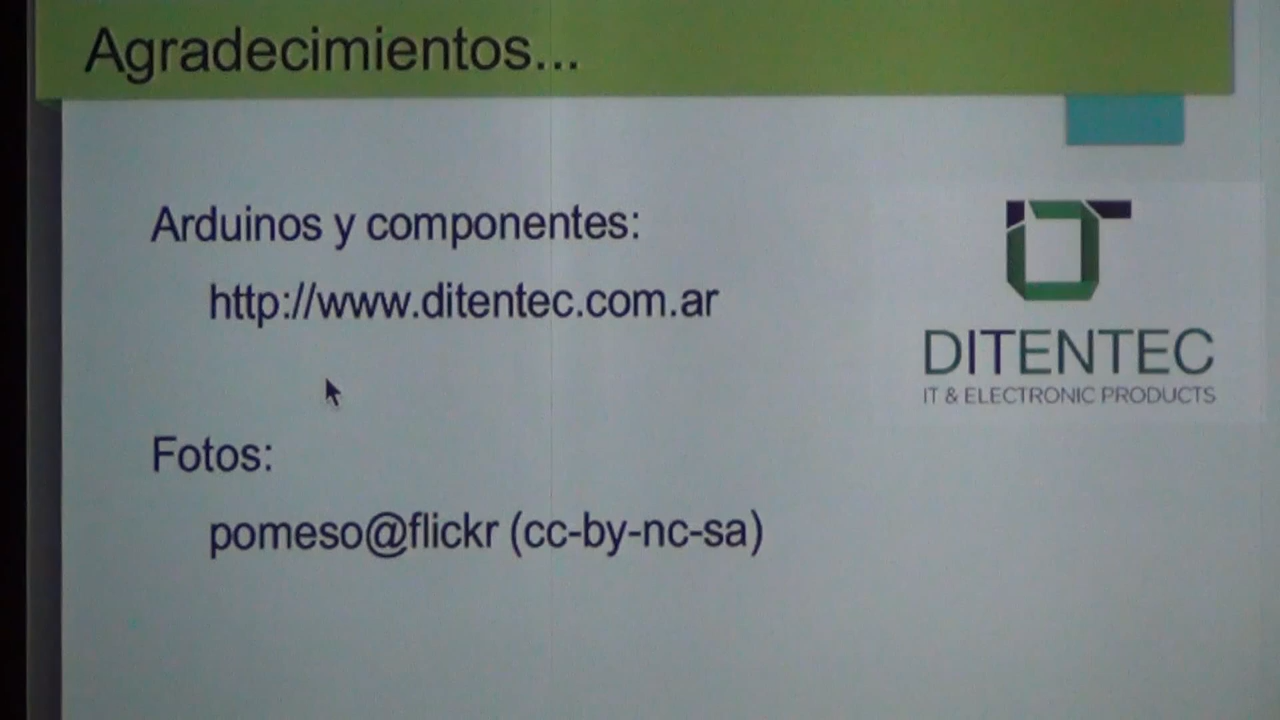 Agradecimientos...
Arduinos y componentes:
http://www.ditentec.com.ar
DITENTEC
IT & ELECTRONIC PRODUCTS
Fotos:
pomeso@flickr (cc-by-nc-sa)